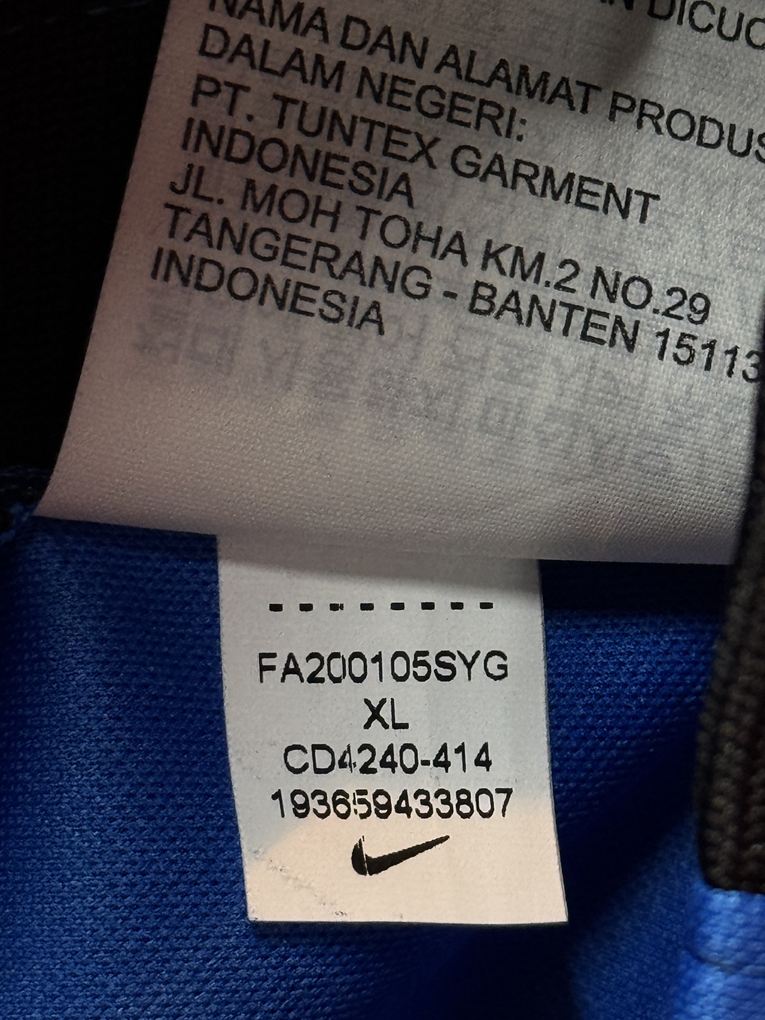 DICUC
NAMA DAN ALAMAT PRODUS
DALAM NEGERI:
PT. TUNTEX GARMENT
INDONESIA
JL. MOH TOHA KM.2 NO.29
TANGERANG - BANTEN 15113
INDONESIA
--------
FA200105SYG
XL
CD4240-414
193659433807